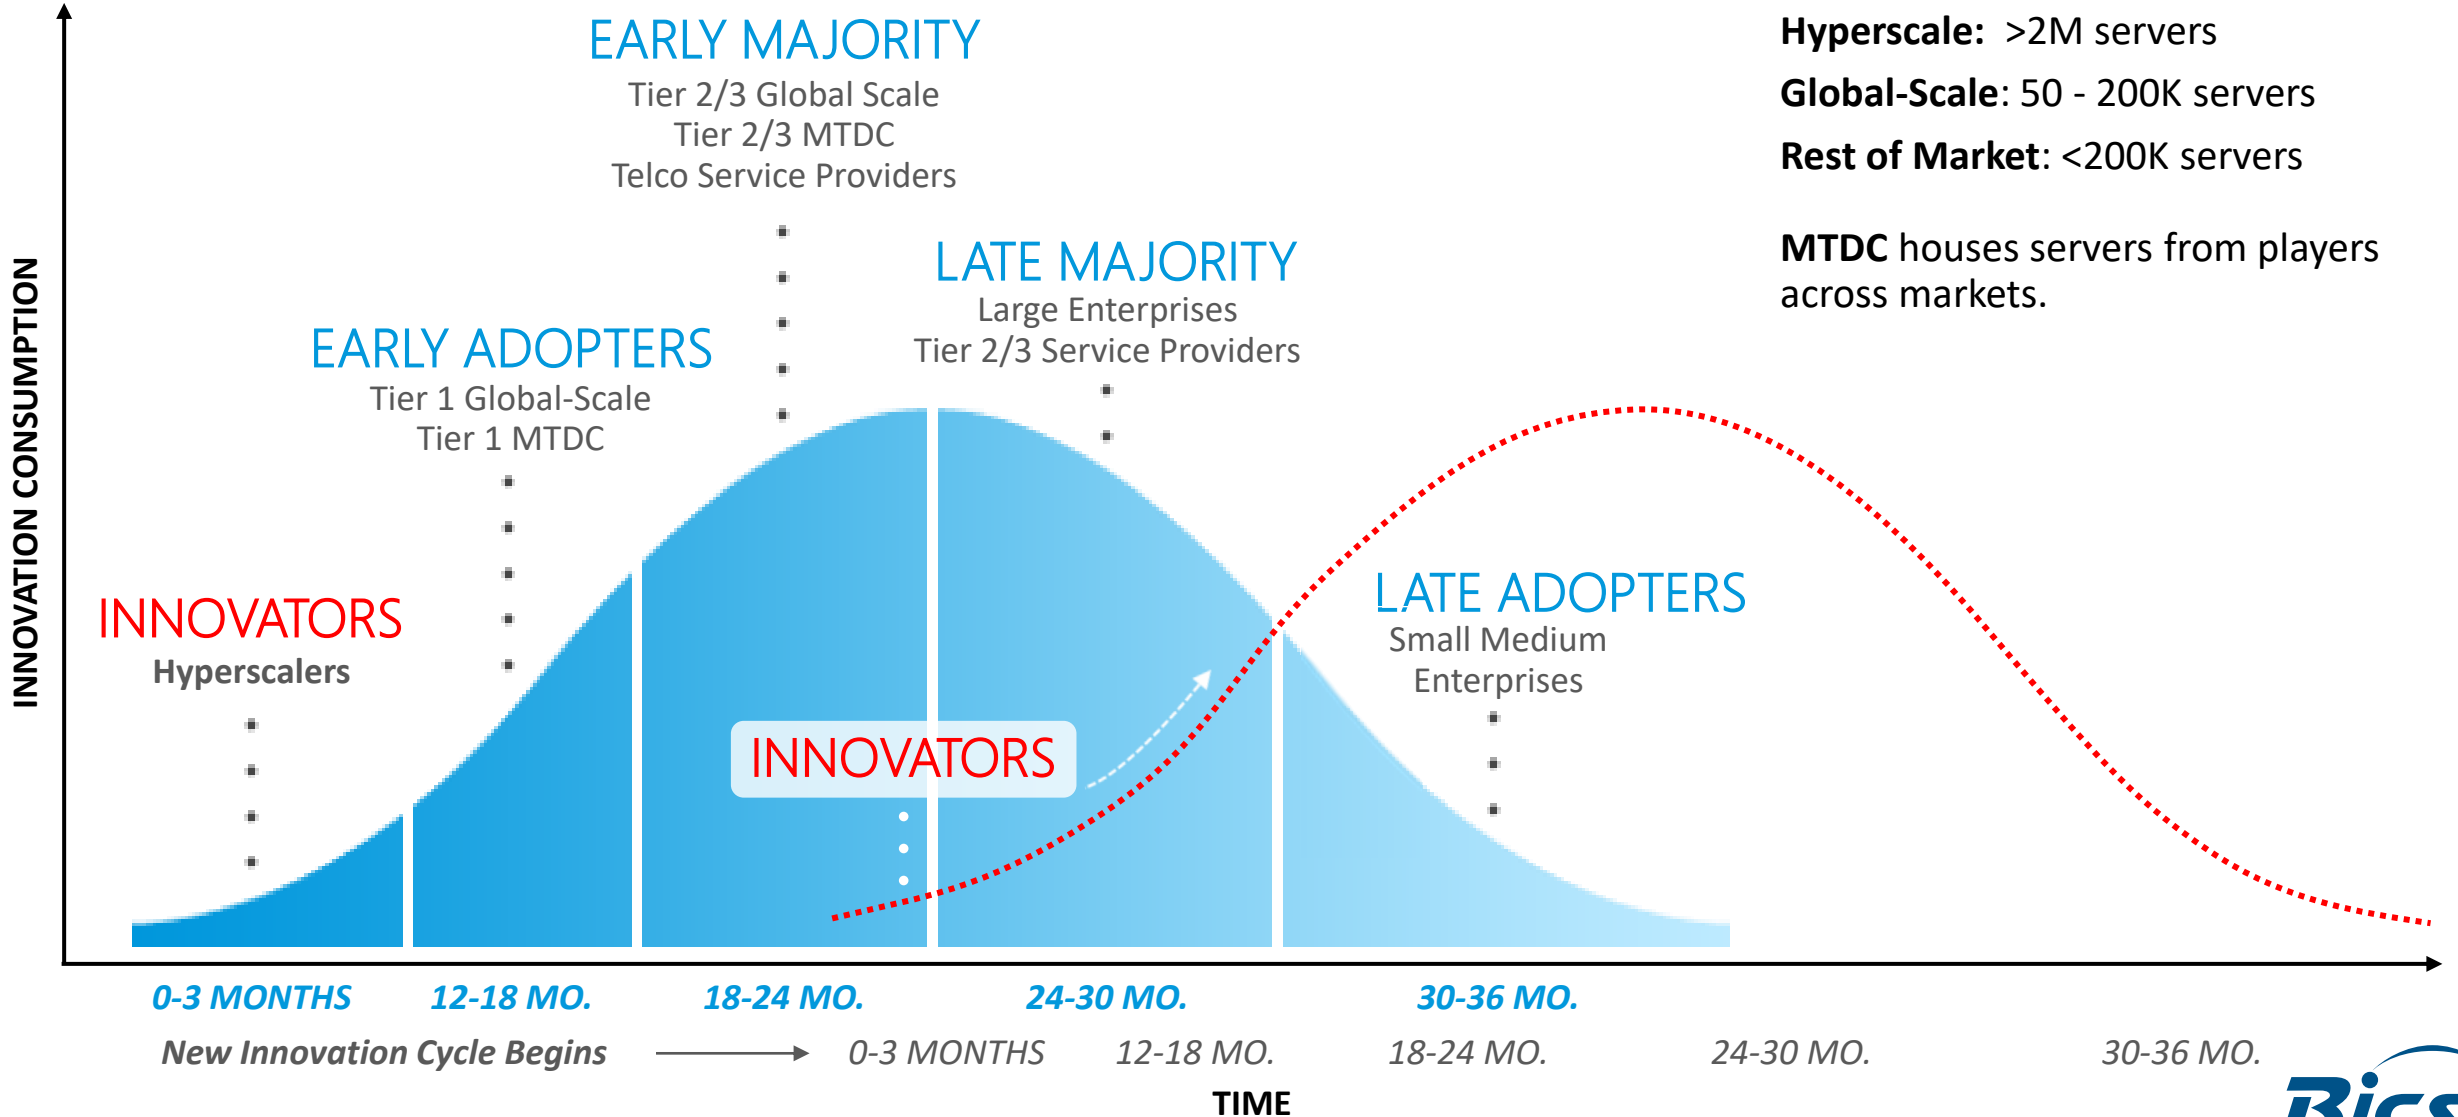 EARLY MAJORITY
Tier 2/3 Global Scale
Tier 2/3 MTDC
Telco Service Providers
Hyperscale: >2M servers
Global-Scale: 50 - 200K servers
Rest of Market: <200K servers
MTDC houses servers from players
across markets.
LATE MAJORITY
Large Enterprises
Tier 2/3 Service Providers
EARLY ADOPTERS
Tier 1 Global-Scale
Tier 1 MTDC
INNOVATION CONSUMPTION
INNOVATORS
Hyperscalers
LATE ADOPTERS
Small Medium
Enterprises
INNOVATORS
0-3 MONTHS 12-18 MO. 18-24 MO. 24-30 MO. 30-36 MO.
New Innovation Cycle Begins 0-3 MONTHS 12-18 MO. 18-24 MO. 24-30 MO. 30-36 MO.
TIME